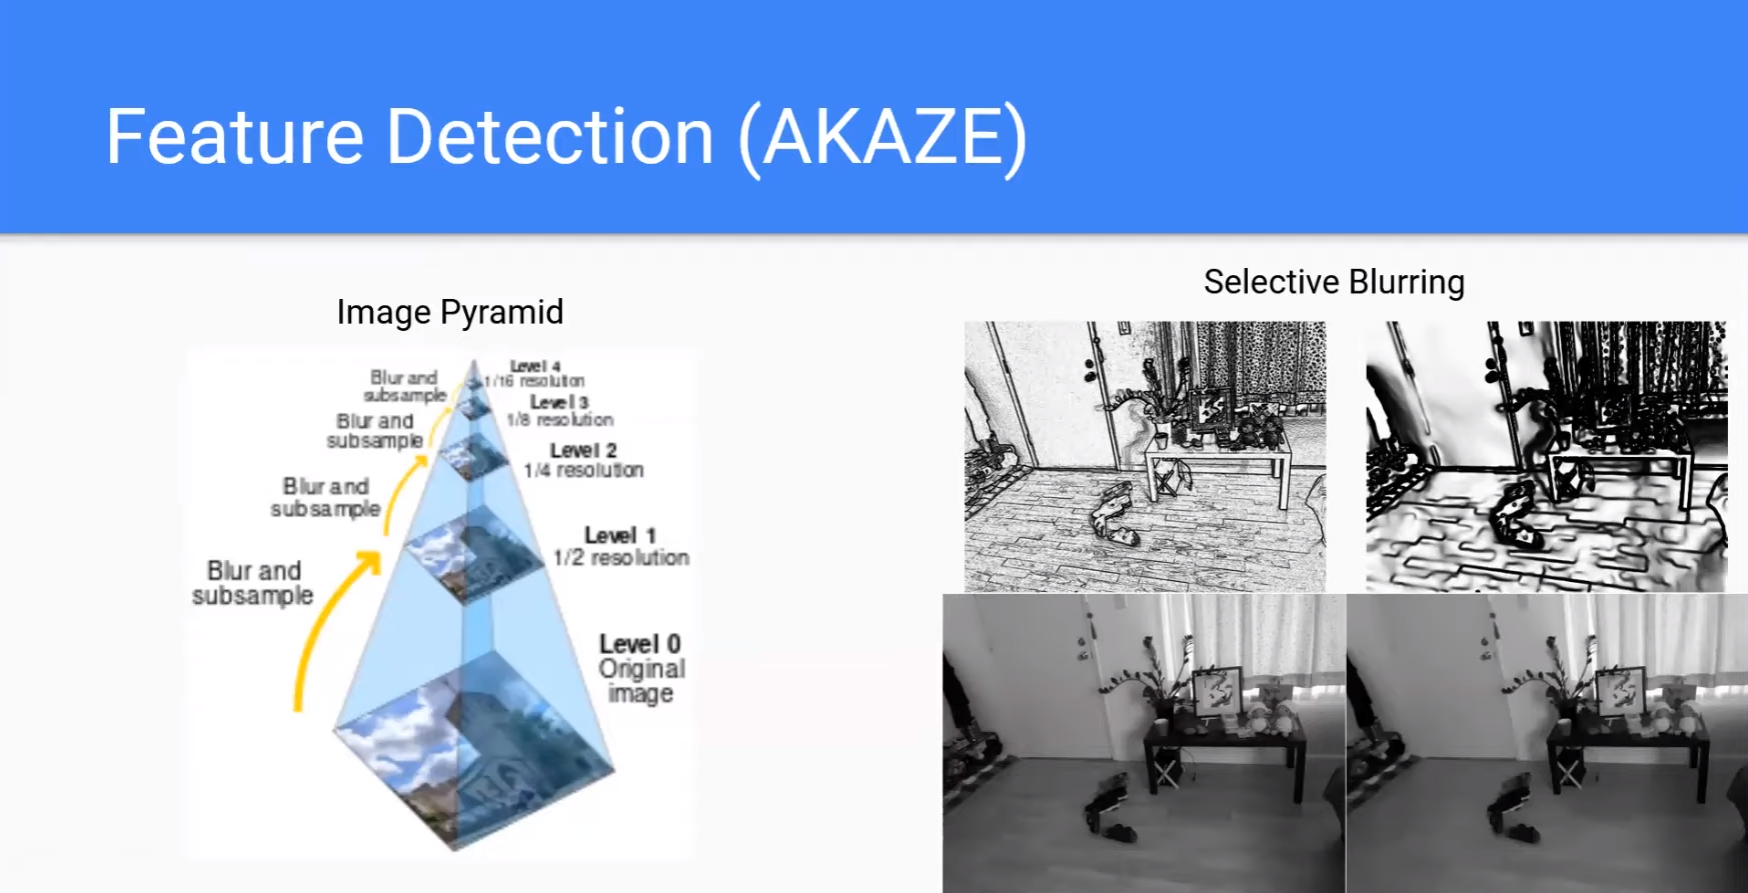 Feature Detection (AKAZE)
Image Pyramid
Level 4
1/16 resolution
Blur and
subsample
Level 3
1/8 resolution
Blur and
subsample
Level 2
1/4 resolution
Blur and
subsample
Level 1
1/2 resolution
Blur and
subsample
Level 0
Original
image
Selective Blurring